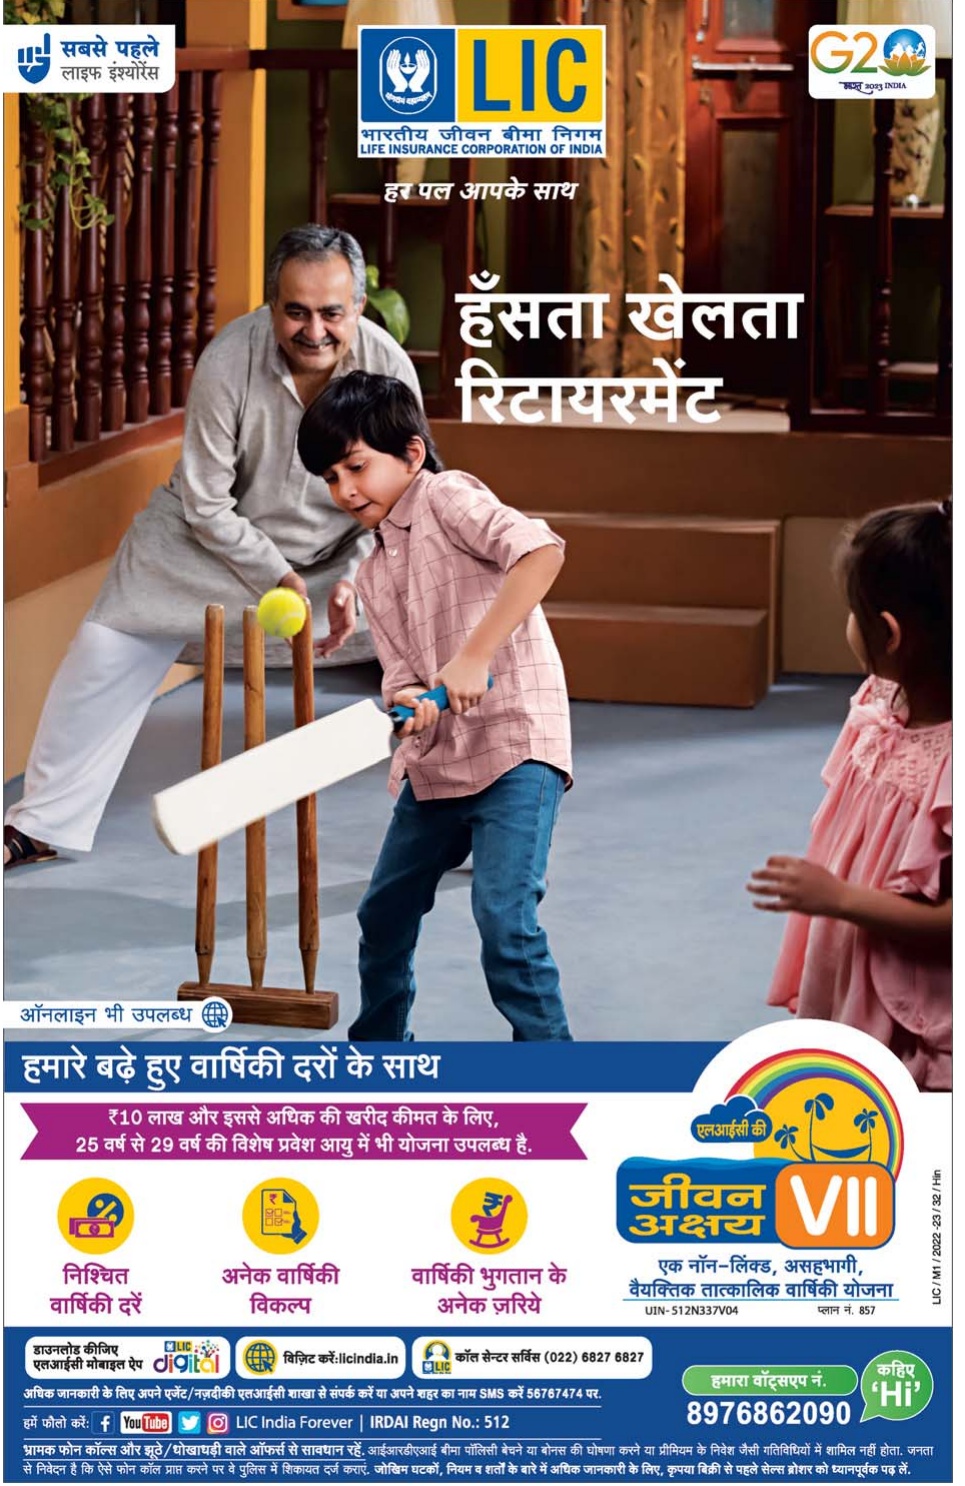 सबसे पहले
लाइफ इंश्योरेंस
LIC
भारतीय जीवन बीमा निगम
LIFE INSURANCE CORPORATION OF INDIA
हर पल आपके साथ
G20
भारत 2023 INDIA
हँसता खेलता
रिटायरमेंट
ऑनलाइन भी उपलब्ध
हमारे बढ़े हुए वार्षिकी दरों के साथ
₹10 लाख और इससे अधिक की खरीद कीमत के लिए,
25 वर्ष से 29 वर्ष की विशेष प्रवेश आयु में भी योजना उपलब्ध है.
निश्चित
वार्षिकी दरें
अनेक वार्षिकी
विकल्प
वार्षिकी भुगतान के
अनेक ज़रिये
एलआईसी की
जीवन
अक्षय VII
एक नॉन-लिंक्ड, असहभागी,
वैयक्तिक तात्कालिक वार्षिकी योजना
UIN-512N337V04 प्लान नं. 857
LIC / M1 / 2022-23 / 32 / Hin
डाउनलोड कीजिए
एलआईसी मोबाइल ऐप
LIC
digital
विज़िट करें:licindia.in
LIC
कॉल सेन्टर सर्विस (022) 6827 6827
अधिक जानकारी के लिए अपने एजेंट/नज़दीकी एलआईसी शाखा से संपर्क करें या अपने शहर का नाम SMS करें 56767474 पर.
हमें फौलो करें: f YouTube LIC India Forever | IRDAI Regn No.: 512
हमारा वॉट्सएप नं.
8976862090
कहिए
'Hi'
भ्रामक फोन कॉल्स और झूठे/धोखाधड़ी वाले ऑफर्स से सावधान रहें. आईआरडीएआई बीमा पॉलिसी बेचने या बोनस की घोषणा करने या प्रीमियम के निवेश जैसी गतिविधियों में शामिल नहीं होता. जनता
से निवेदन है कि ऐसे फोन कॉल प्राप्त करने पर वे पुलिस में शिकायत दर्ज कराएं. जोखिम घटकों, नियम व शर्तों के बारे में अधिक जानकारी के लिए, कृपया बिक्री से पहले सेल्स ब्रोशर को ध्यानपूर्वक पढ़ लें.